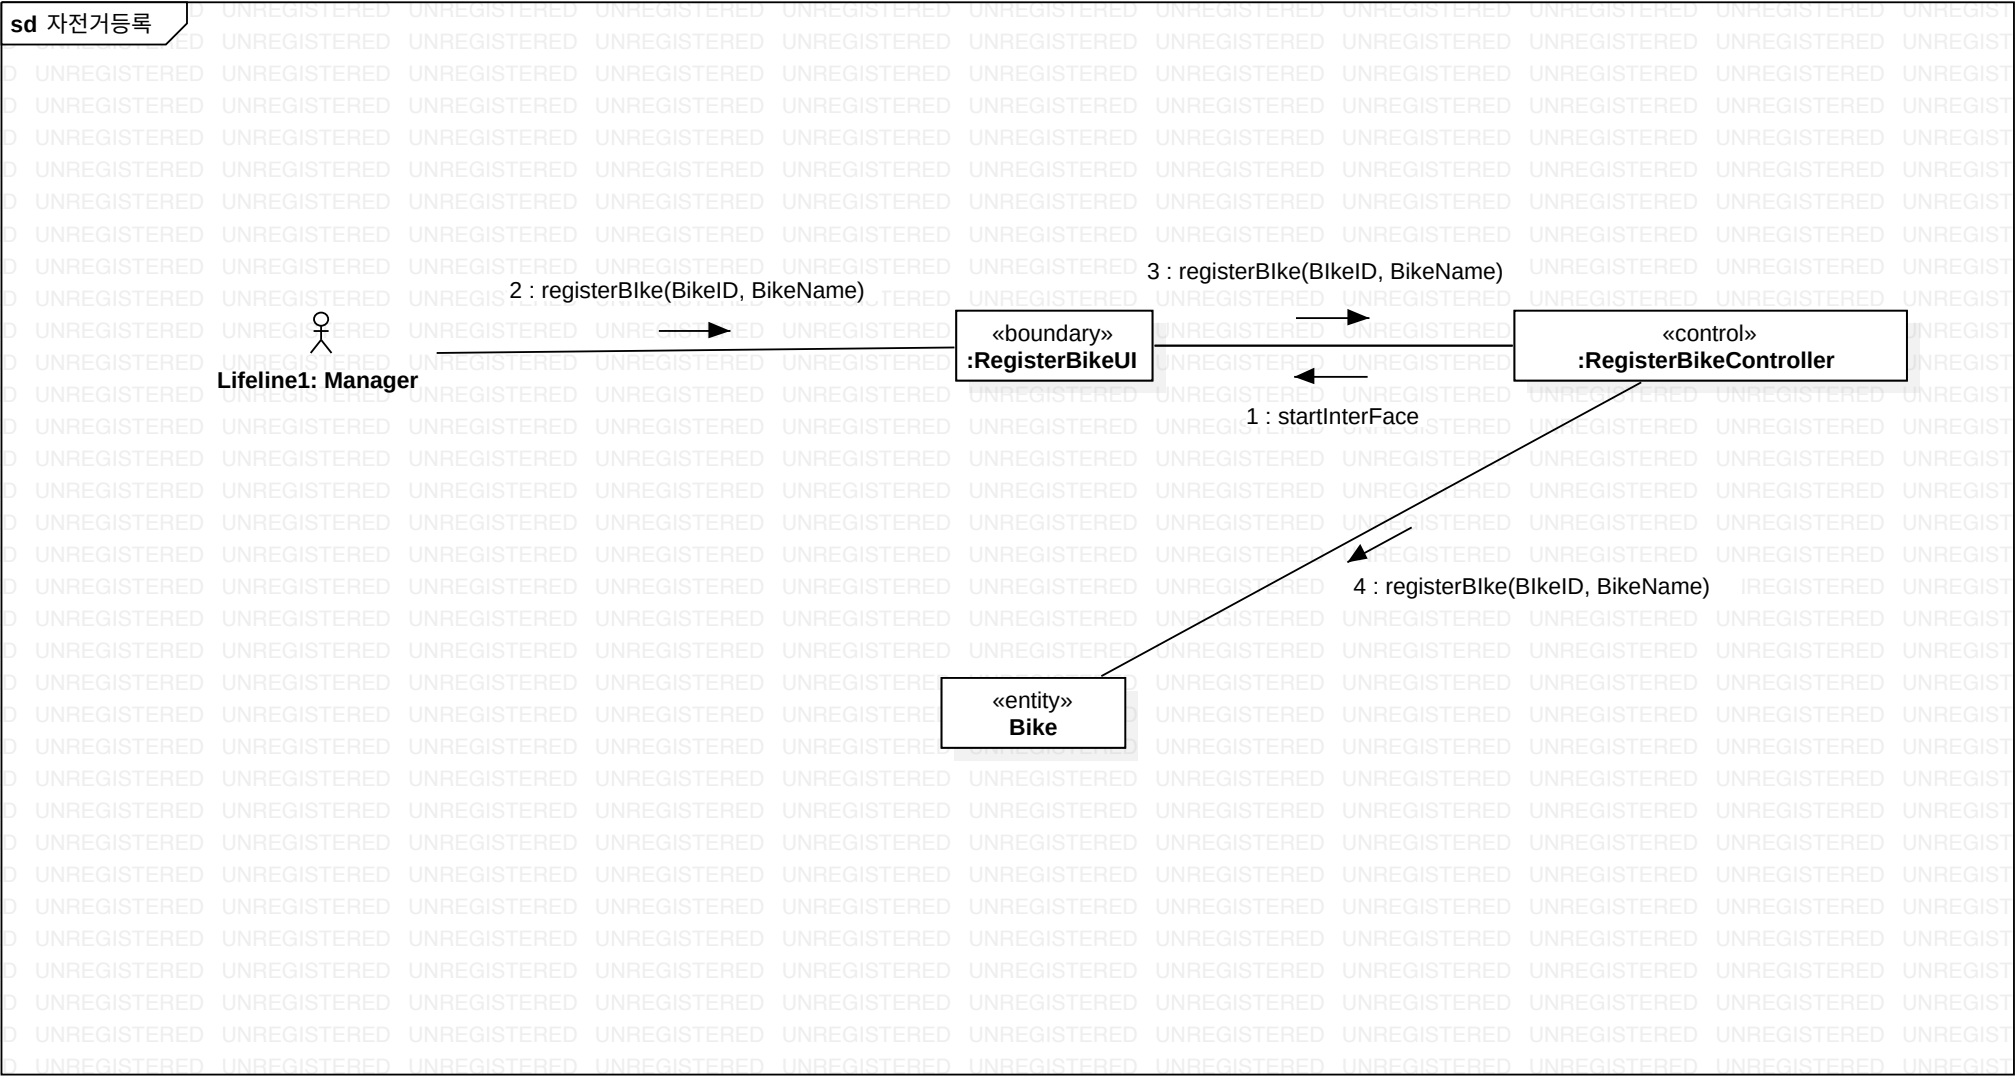 sd 자전거등록
3 : registerBIke(BIkeID, BikeName)
2 : registerBIke(BikeID, BikeName)
«boundary»
:RegisterBikeUI
«control»
:RegisterBikeController
Lifeline1: Manager
1 : startInterFace
4 : registerBIke(BIkeID, BikeName)
«entity»
Bike
UNREGISTERED